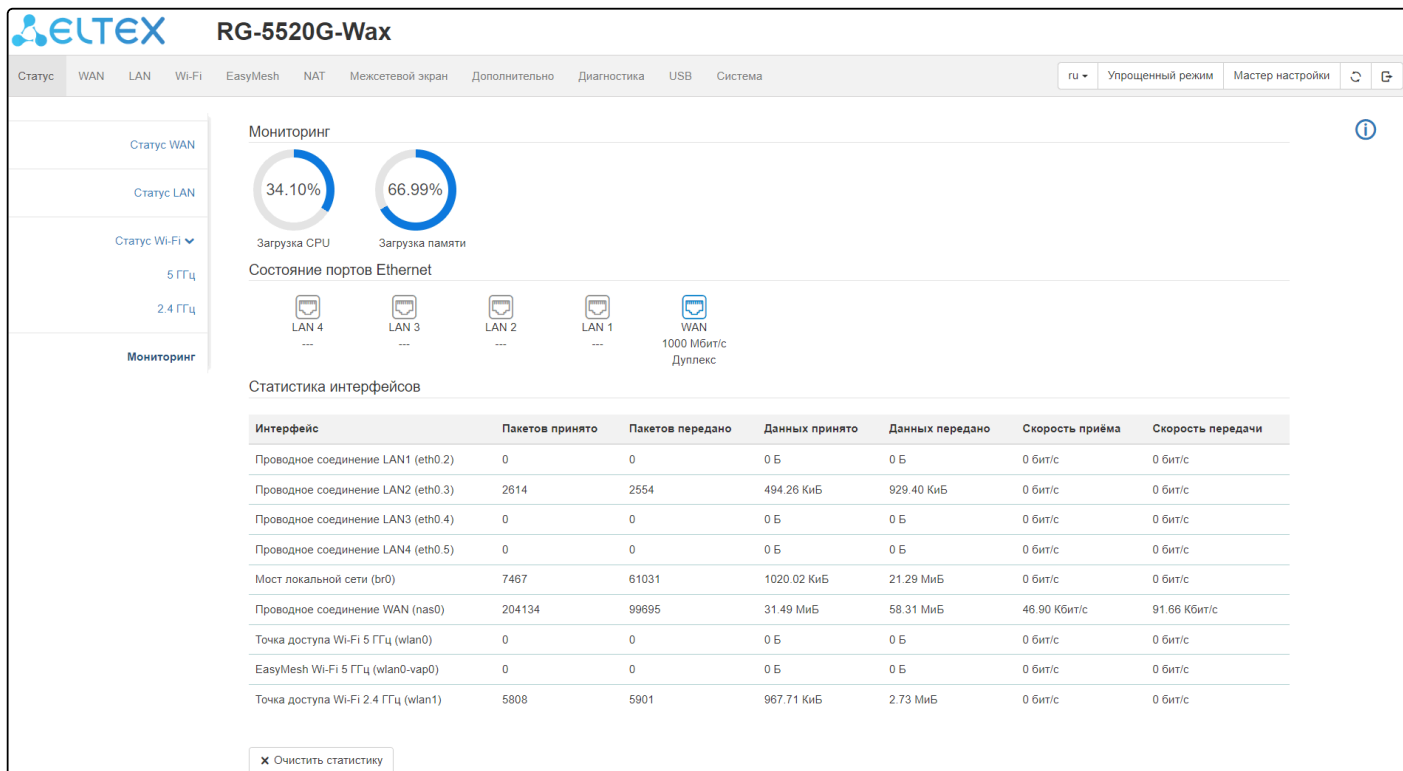 ELTEX RG-5520G-Wax
Статус WAN LAN Wi-Fi EasyMesh NAT Межсетевой экран Дополнительно Диагностика USB Система ru Упрощенный режим Мастер настройки
Статус WAN
Статус LAN
Статус Wi-Fi
5 ГГц
2.4 ГГц
Мониторинг
Мониторинг
34.10% 66.99%
Загрузка CPU Загрузка памяти
Состояние портов Ethernet
LAN 4 LAN 3 LAN 2 LAN 1 WAN
--- --- --- --- 1000 Мбит/с
Дуплекс
Статистика интерфейсов
Интерфейс Пакетов принято Пакетов передано Данных принято Данных передано Скорость приёма Скорость передачи
Проводное соединение LAN1 (eth0.2) 0 0 0 Б 0 Б 0 бит/с 0 бит/с
Проводное соединение LAN2 (eth0.3) 2614 2554 494.26 КиБ 929.40 КиБ 0 бит/с 0 бит/с
Проводное соединение LAN3 (eth0.4) 0 0 0 Б 0 Б 0 бит/с 0 бит/с
Проводное соединение LAN4 (eth0.5) 0 0 0 Б 0 Б 0 бит/с 0 бит/с
Мост локальной сети (br0) 7467 61031 1020.02 КиБ 21.29 МиБ 0 бит/с 0 бит/с
Проводное соединение WAN (nas0) 204134 99695 31.49 МиБ 58.31 МиБ 46.90 Кбит/с 91.66 Кбит/с
Точка доступа Wi-Fi 5 ГГц (wlan0) 0 0 0 Б 0 Б 0 бит/с 0 бит/с
EasyMesh Wi-Fi 5 ГГц (wlan0-vap0) 0 0 0 Б 0 Б 0 бит/с 0 бит/с
Точка доступа Wi-Fi 2.4 ГГц (wlan1) 5808 5901 967.71 КиБ 2.73 МиБ 0 бит/с 0 бит/с
Очистить статистику